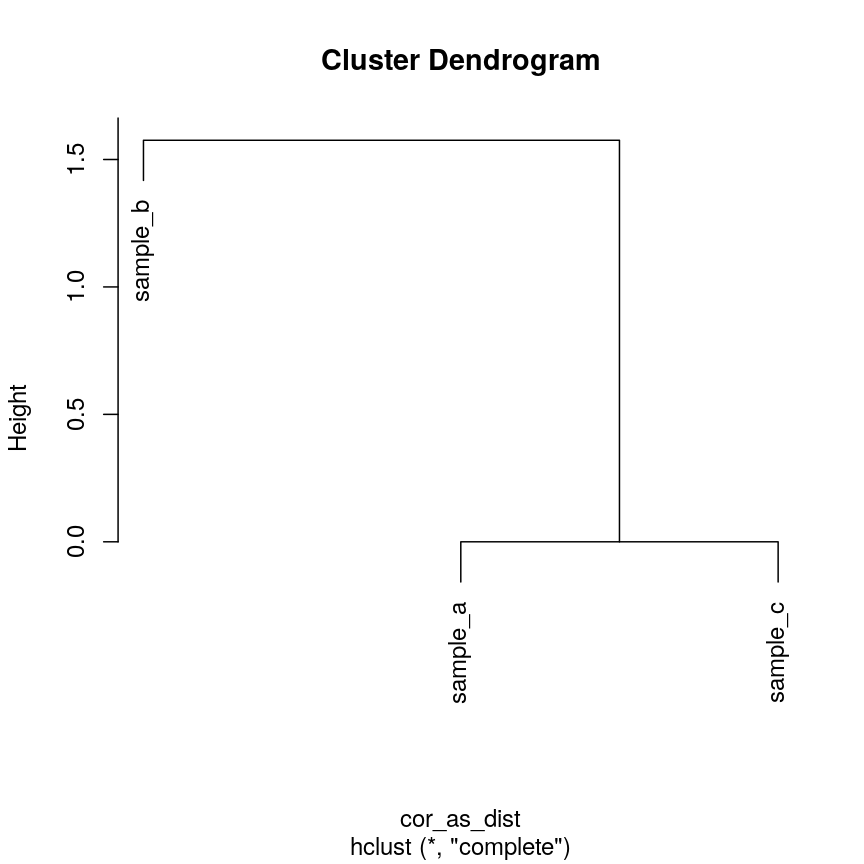 Cluster Dendrogram
Height
1.5
1.0
0.5
0.0
sample_b
sample_a
sample_c
cor_as_dist
hclust (*, "complete")